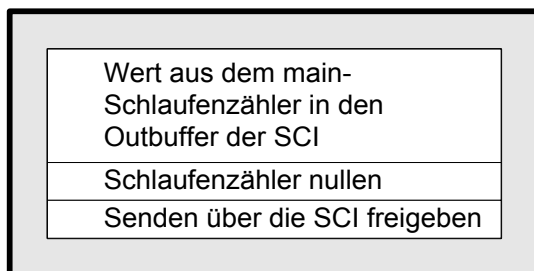 Wert aus dem main-
Schlaufenzähler in den
Outbuffer der SCI
Schlaufenzähler nullen
Senden über die SCI freigeben